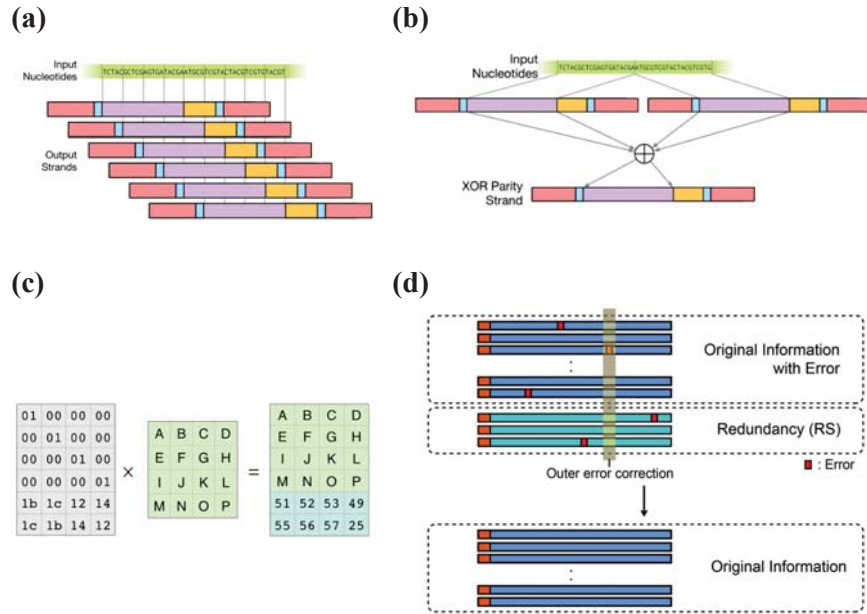 (a)
Input
Nucleotides
TCTACGCTCGAGTGATACGAATGCGTCGTACTACGTCGTGTACGT
Output
Strands
(b)
Input
Nucleotides
TCTACGCTCGAGTGATACGAATGCGTCGTACTACGTCGTG
XOR Parity
Strand
(c)
01 00 00 00
00 01 00 00
00 00 01 00
00 00 00 01
1b 1c 12 14
1c 1b 14 12
×
A B C D
E F G H
I J K L
M N O P
=
A B C D
E F G H
I J K L
M N O P
51 52 53 49
55 56 57 25
(d)
Original Information
with Error
Redundancy (RS)
: Error
Outer error correction
Original Information